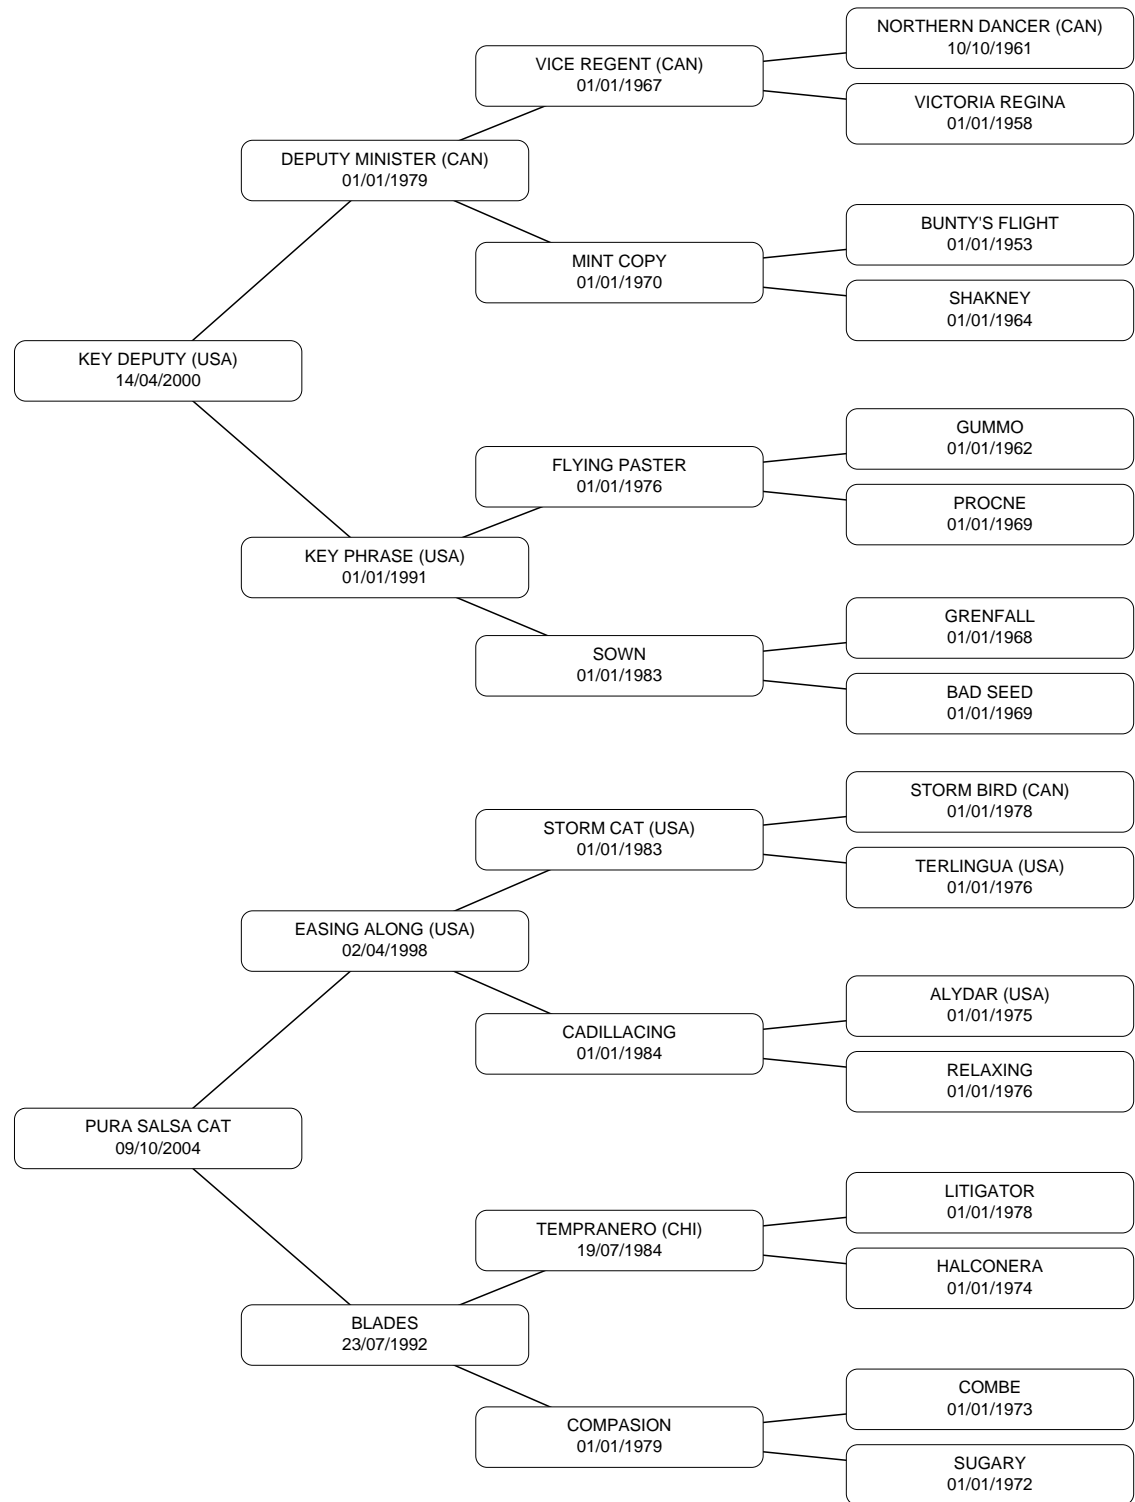 NORTHERN DANCER (CAN)
10/10/1961
VICE REGENT (CAN)
01/01/1967
VICTORIA REGINA
01/01/1958
DEPUTY MINISTER (CAN)
01/01/1979
BUNTY'S FLIGHT
01/01/1953
MINT COPY
01/01/1970
SHAKNEY
01/01/1964
KEY DEPUTY (USA)
14/04/2000
GUMMO
01/01/1962
FLYING PASTER
01/01/1976
PROCNE
01/01/1969
KEY PHRASE (USA)
01/01/1991
GRENFALL
01/01/1968
SOWN
01/01/1983
BAD SEED
01/01/1969
STORM BIRD (CAN)
01/01/1978
STORM CAT (USA)
01/01/1983
TERLINGUA (USA)
01/01/1976
EASING ALONG (USA)
02/04/1998
ALYDAR (USA)
01/01/1975
CADILLACING
01/01/1984
RELAXING
01/01/1976
PURA SALSA CAT
09/10/2004
LITIGATOR
01/01/1978
TEMPRANERO (CHI)
19/07/1984
HALCONERA
01/01/1974
BLADES
23/07/1992
COMBE
01/01/1973
COMPASION
01/01/1979
SUGARY
01/01/1972